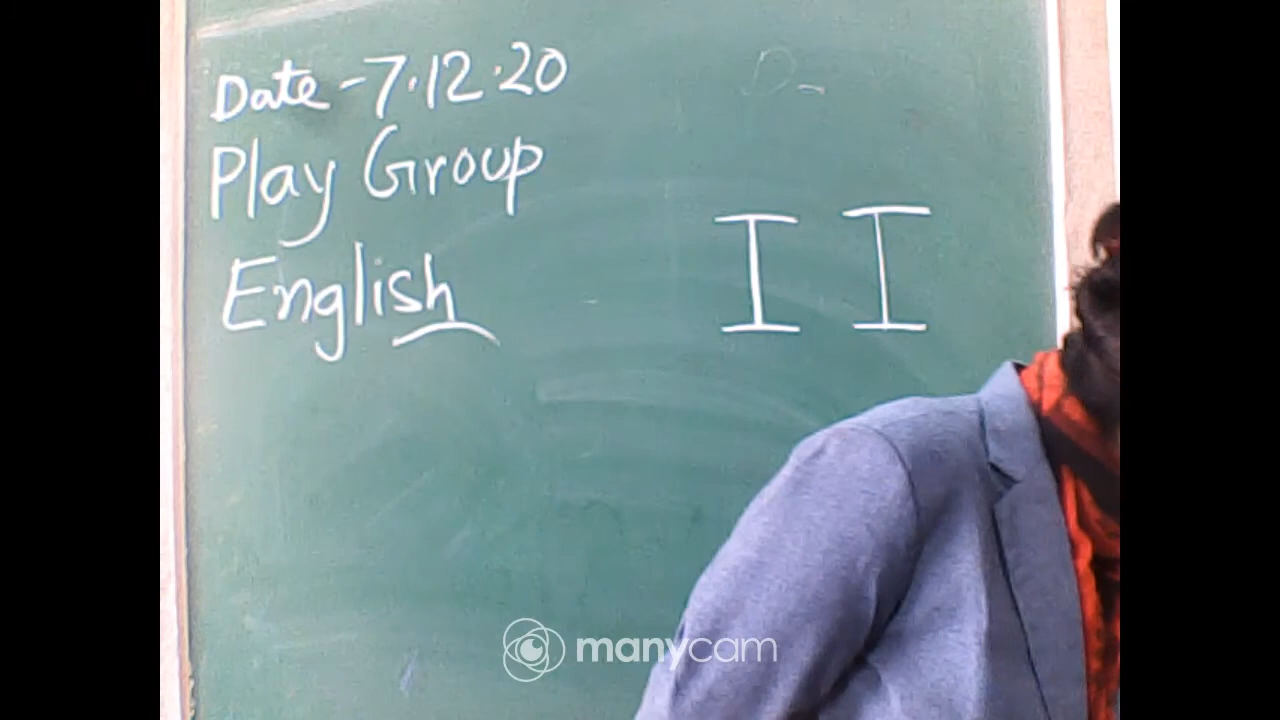 Date - 7.12.20
Play Group
English
I I
manycam